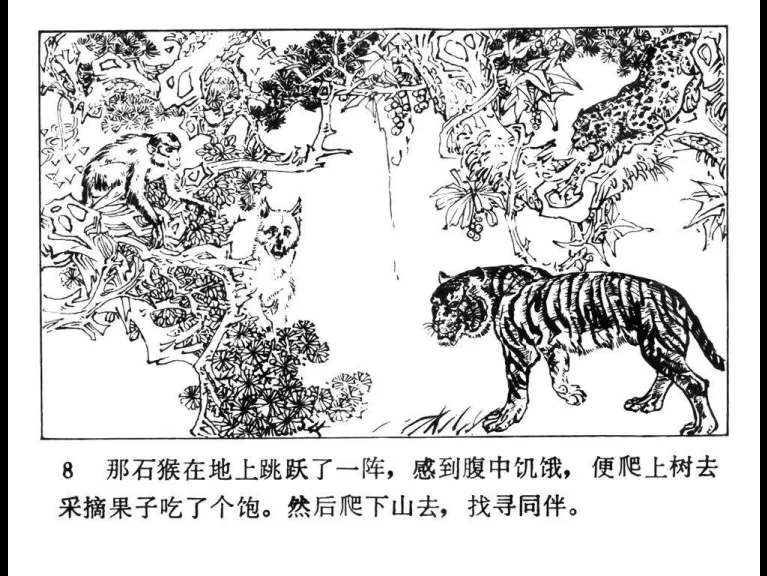 8 那石猴在地上跳跃了一阵，感到腹中饥饿，便爬上树去
采摘果子吃了个饱。然后爬下山去，找寻同伴。